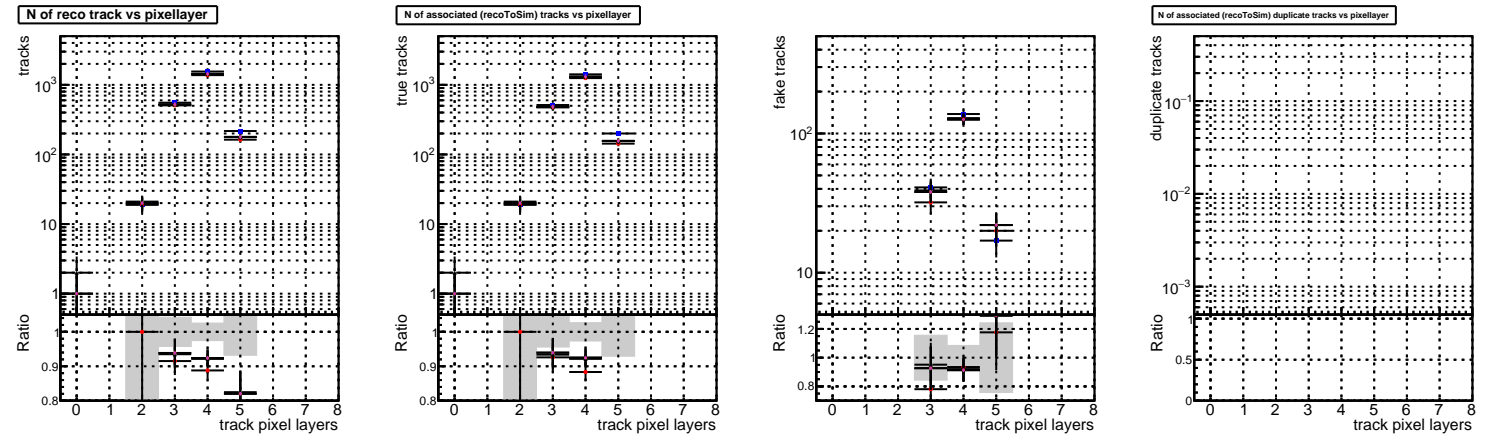 N of reco track vs pixellayer
tracks
10³
10²
10
1
Ratio
1
0.9
0.8
0 1 2 3 4 5 6 7 8
track pixel layers
N of associated (recoToSim) tracks vs pixellayer
true tracks
10³
10²
10
1
Ratio
1
0.9
0.8
0 1 2 3 4 5 6 7 8
track pixel layers
fake tracks
10²
10
Ratio
1.2
1
0.8
0 1 2 3 4 5 6 7 8
track pixel layers
N of associated (recoToSim) duplicate tracks vs pixellayer
duplicate tracks
10⁻¹
10⁻²
10⁻³
Ratio
1
0.5
0
0 1 2 3 4 5 6 7 8
track pixel layers